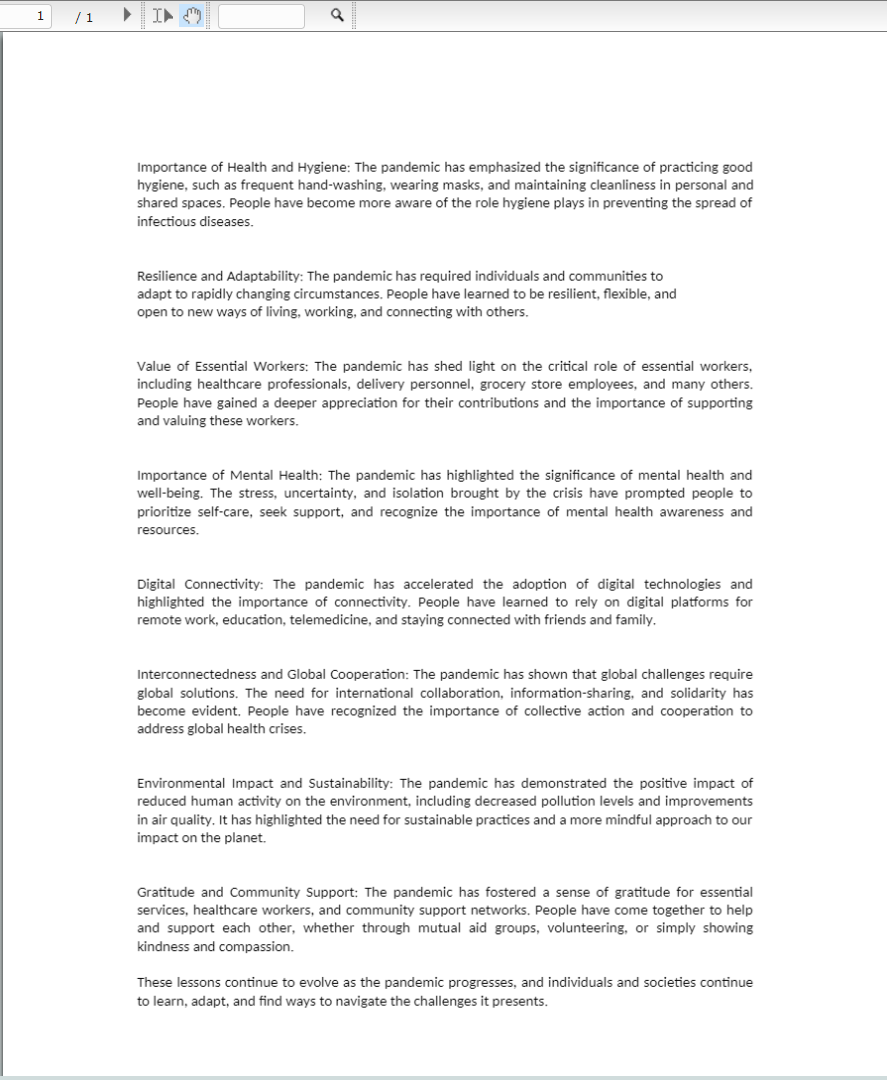 1 / 1
Importance of Health and Hygiene: The pandemic has emphasized the significance of practicing good
hygiene, such as frequent hand-washing, wearing masks, and maintaining cleanliness in personal and
shared spaces. People have become more aware of the role hygiene plays in preventing the spread of
infectious diseases.
Resilience and Adaptability: The pandemic has required individuals and communities to
adapt to rapidly changing circumstances. People have learned to be resilient, flexible, and
open to new ways of living, working, and connecting with others.
Value of Essential Workers: The pandemic has shed light on the critical role of essential workers,
including healthcare professionals, delivery personnel, grocery store employees, and many others.
People have gained a deeper appreciation for their contributions and the importance of supporting
and valuing these workers.
Importance of Mental Health: The pandemic has highlighted the significance of mental health and
well-being. The stress, uncertainty, and isolation brought by the crisis have prompted people to
prioritize self-care, seek support, and recognize the importance of mental health awareness and
resources.
Digital Connectivity: The pandemic has accelerated the adoption of digital technologies and
highlighted the importance of connectivity. People have learned to rely on digital platforms for
remote work, education, telemedicine, and staying connected with friends and family.
Interconnectedness and Global Cooperation: The pandemic has shown that global challenges require
global solutions. The need for international collaboration, information-sharing, and solidarity has
become evident. People have recognized the importance of collective action and cooperation to
address global health crises.
Environmental Impact and Sustainability: The pandemic has demonstrated the positive impact of
reduced human activity on the environment, including decreased pollution levels and improvements
in air quality. It has highlighted the need for sustainable practices and a more mindful approach to our
impact on the planet.
Gratitude and Community Support: The pandemic has fostered a sense of gratitude for essential
services, healthcare workers, and community support networks. People have come together to help
and support each other, whether through mutual aid groups, volunteering, or simply showing
kindness and compassion.
These lessons continue to evolve as the pandemic progresses, and individuals and societies continue
to learn, adapt, and find ways to navigate the challenges it presents.